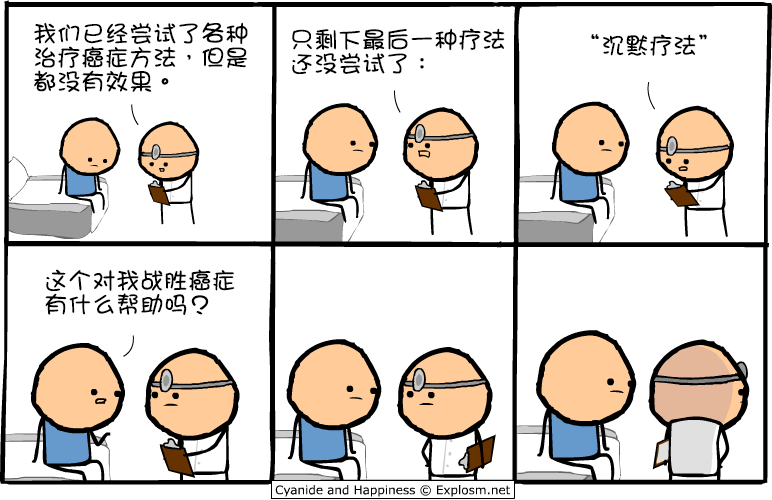 我们已经尝试了各种
治疗癌症方法，但是
都没有效果。
只剩下最后一种疗法
还没尝试了：
“沉默疗法”
这个对我战胜癌症
有什么帮助吗？
Cyanide and Happiness © Explosm.net